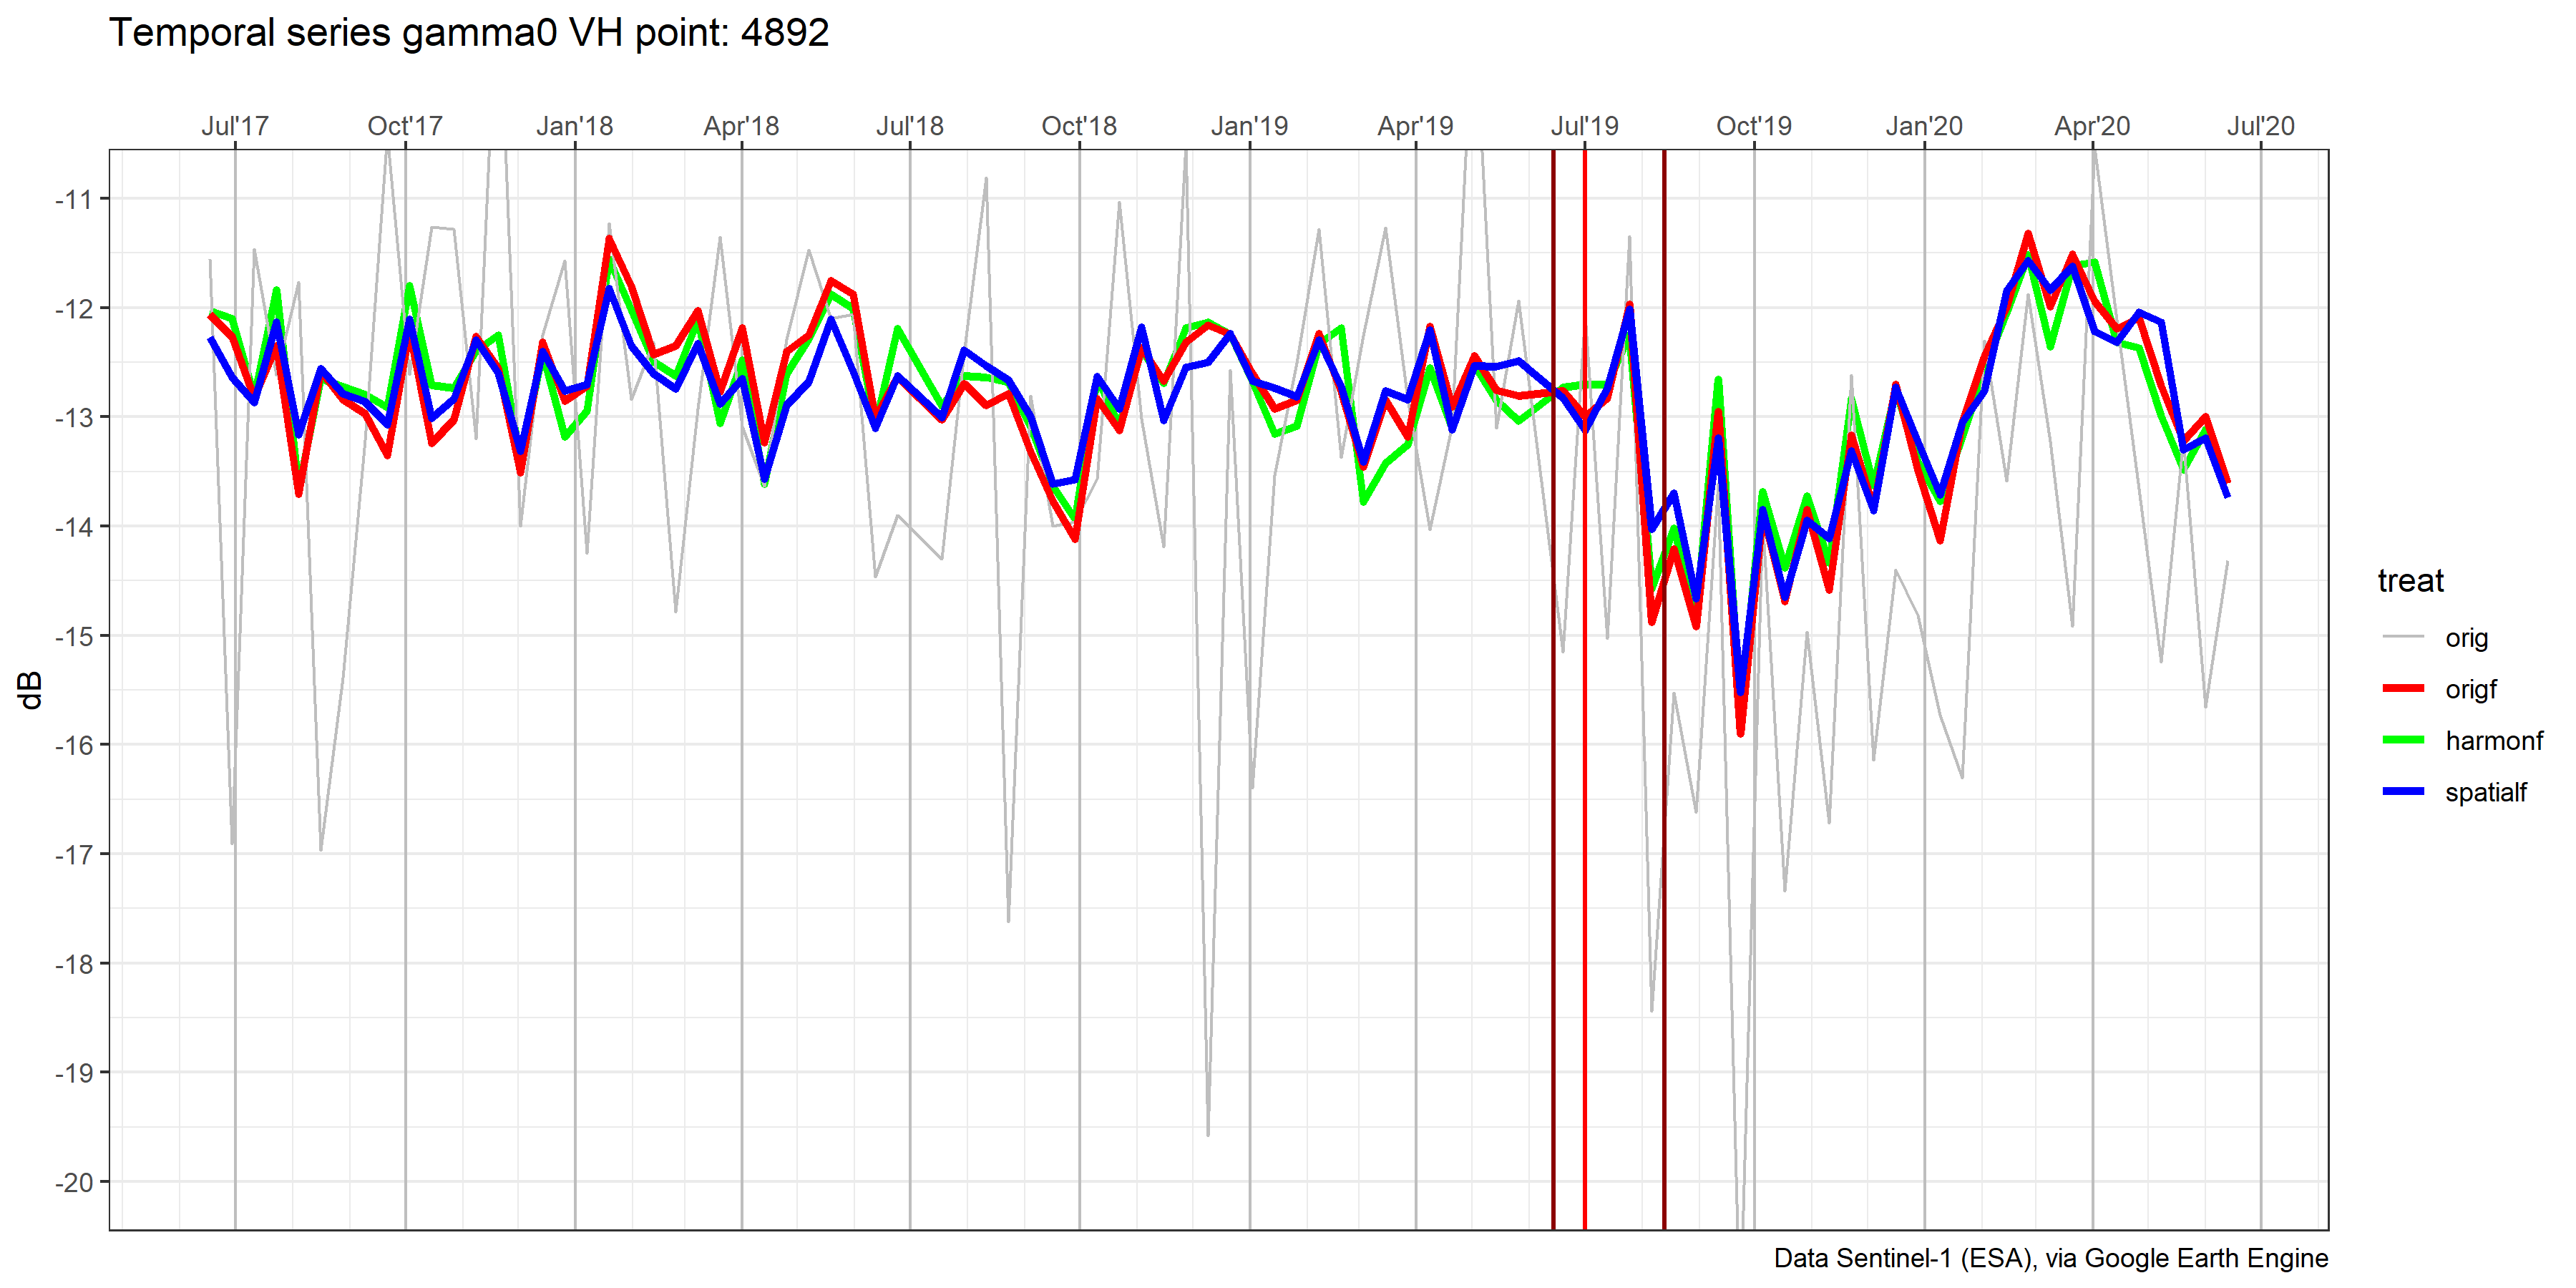 Temporal series gamma0 VH point: 4892
Jul'17 Oct'17 Jan'18 Apr'18 Jul'18 Oct'18 Jan'19 Apr'19 Jul'19 Oct'19 Jan'20 Apr'20 Jul'20
-11
-12
-13
-14
-15
-16
-17
-18
-19
-20
dB
treat
orig
origf
harmonf
spatialf
Data Sentinel-1 (ESA), via Google Earth Engine